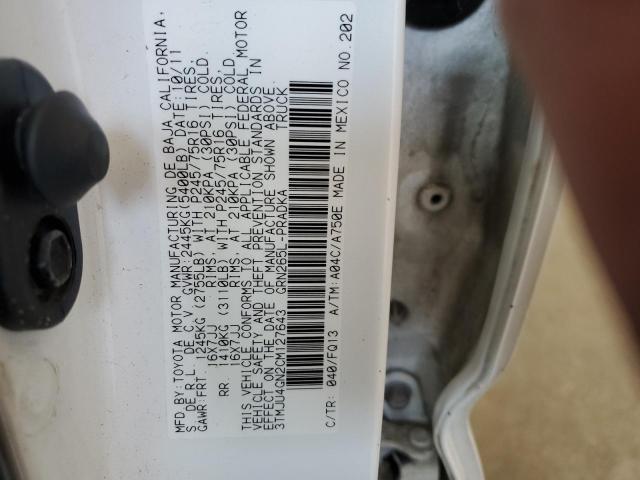 MFD. BY:TOYOTA MOTOR MANUFACTURING DE BAJA CALIFORNIA,
S. DE R.L. DE C.V. GVWR:2445KG(5400LB) DATE:10/11
GAWR:FRT. 1245KG (2755LB) WITH P245/75R16 TIRES,
16X7JJ RIMS, AT 210KPA (30PSI) COLD.
RR. 1410KG (3110LB) WITH P245/75R16 TIRES,
16X7JJ RIMS, AT 210KPA (30PSI) COLD.
THIS VEHICLE CONFORMS TO ALL APPLICABLE FEDERAL MOTOR
VEHICLE SAFETY AND THEFT PREVENTION STANDARDS IN
EFFECT ON THE DATE OF MANUFACTURE SHOWN ABOVE.
3TMJU4GN2CM127643 GRN265L-PRADKA TRUCK
C/TR: 040/FQ13 A/TM:A04C/A750E MADE IN MEXICO NO.202